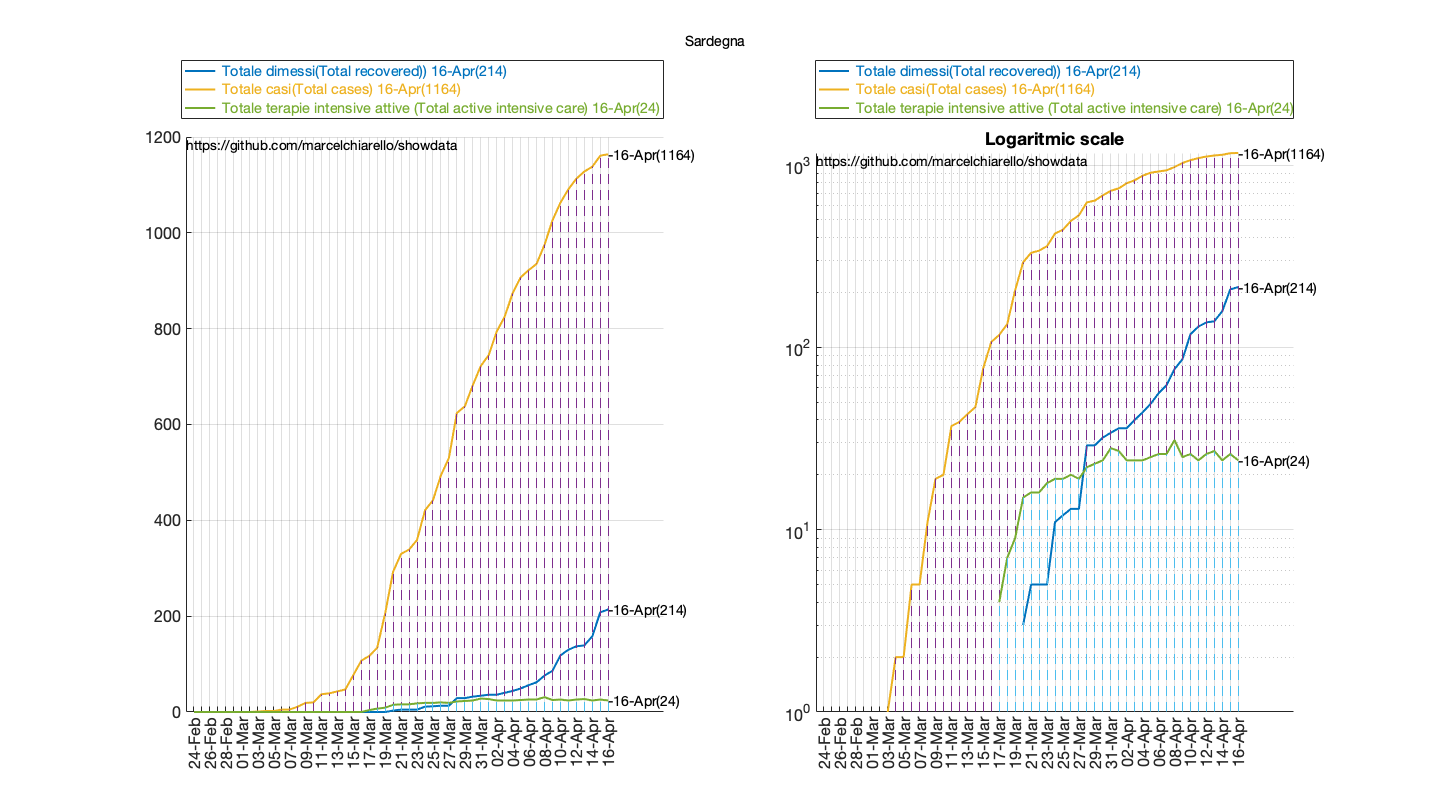 Sardegna
Totale dimessi(Total recovered)) 16-Apr(214)
Totale casi(Total cases) 16-Apr(1164)
Totale terapie intensive attive (Total active intensive care) 16-Apr(24)
https://github.com/marcelchiarello/showdata
1200
1000
800
600
400
200
0
16-Apr(1164)
16-Apr(214)
16-Apr(24)
24-Feb
26-Feb
28-Feb
01-Mar
03-Mar
05-Mar
07-Mar
09-Mar
11-Mar
13-Mar
15-Mar
17-Mar
19-Mar
21-Mar
23-Mar
25-Mar
27-Mar
29-Mar
31-Mar
02-Apr
04-Apr
06-Apr
08-Apr
10-Apr
12-Apr
14-Apr
16-Apr
Totale dimessi(Total recovered)) 16-Apr(214)
Totale casi(Total cases) 16-Apr(1164)
Totale terapie intensive attive (Total active intensive care) 16-Apr(24)
Logaritmic scale
https://github.com/marcelchiarello/showdata
10³
10²
10¹
10⁰
16-Apr(1164)
16-Apr(214)
16-Apr(24)
24-Feb
26-Feb
28-Feb
01-Mar
03-Mar
05-Mar
07-Mar
09-Mar
11-Mar
13-Mar
15-Mar
17-Mar
19-Mar
21-Mar
23-Mar
25-Mar
27-Mar
29-Mar
31-Mar
02-Apr
04-Apr
06-Apr
08-Apr
10-Apr
12-Apr
14-Apr
16-Apr